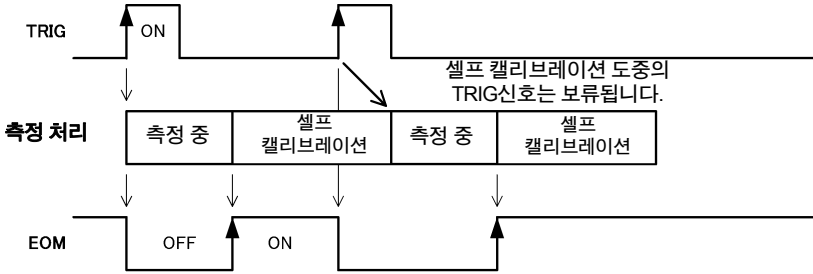 TRIG
ON
셀프 캘리브레이션 도중의
TRIG신호는 보류됩니다.
측정 처리
측정 중
셀프
캘리브레이션
측정 중
셀프
캘리브레이션
EOM
OFF
ON